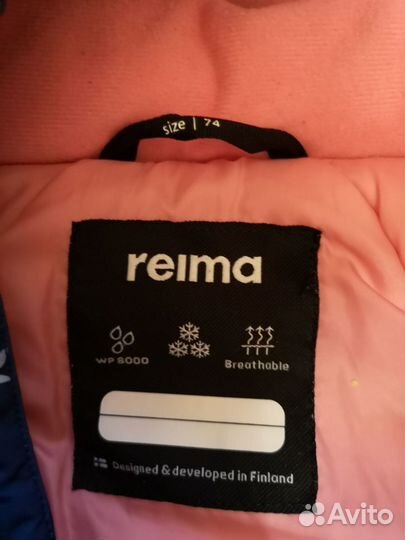 size | 74
reima
WP 8000
Breathable
Designed & developed in Finland
Avito